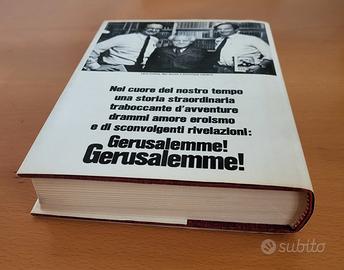 Nel cuore del nostro tempo
una storia straordinaria
traboccante d'avventure
drammi amore eroismo
e di sconvolgenti rivelazioni:
Gerusalemme!
Gerusalemme!
subito